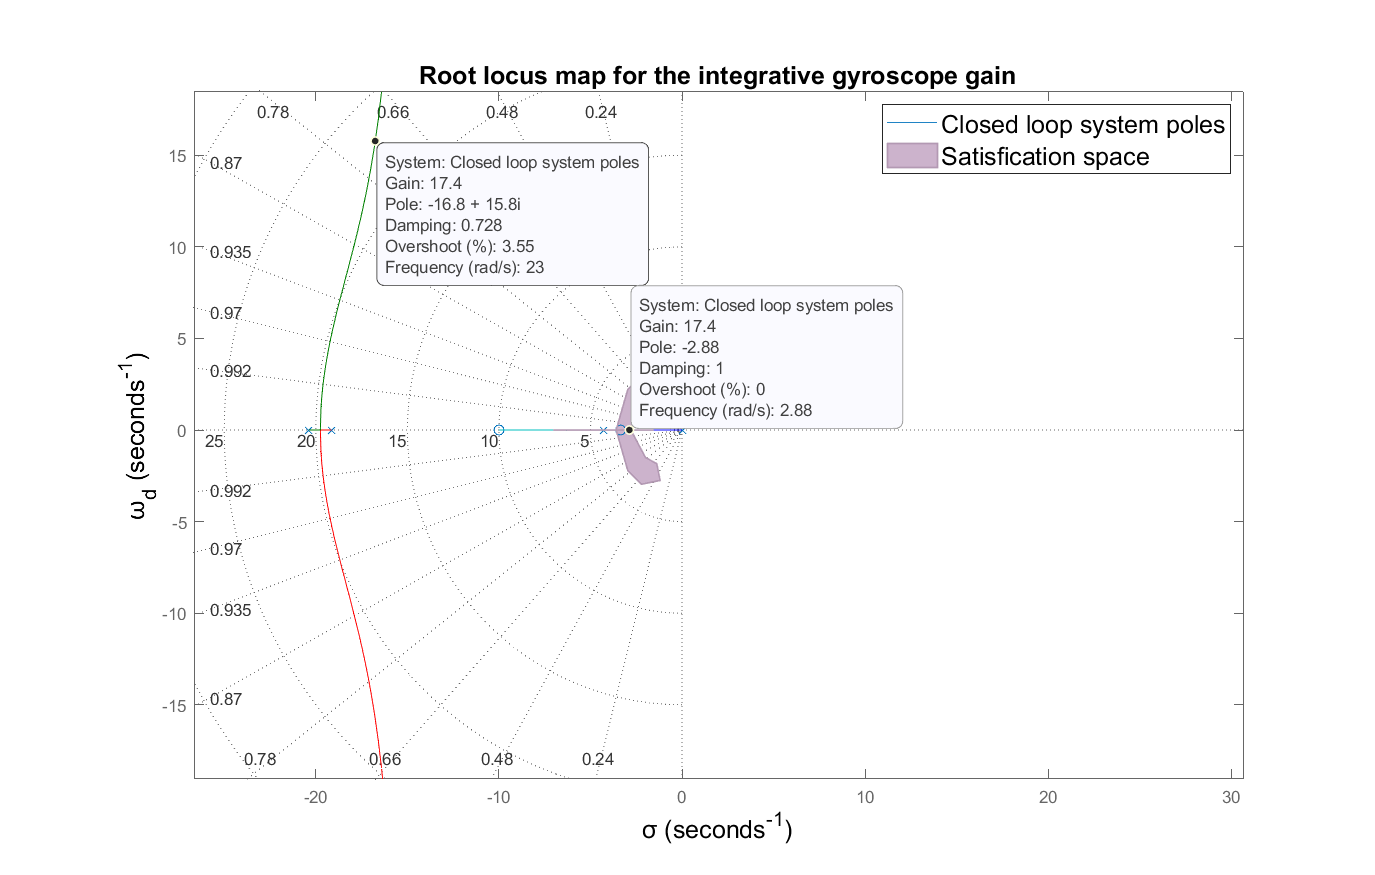 Root locus map for the integrative gyroscope gain
Closed loop system poles
Satisfication space
0.78 0.66 0.48 0.24
0.87
0.935
0.97
0.992
25 20 15 10 5
0.992
0.97
0.935
0.87
0.78 0.66 0.48 0.24
System: Closed loop system poles
Gain: 17.4
Pole: -16.8 + 15.8i
Damping: 0.728
Overshoot (%): 3.55
Frequency (rad/s): 23
System: Closed loop system poles
Gain: 17.4
Pole: -2.88
Damping: 1
Overshoot (%): 0
Frequency (rad/s): 2.88
15
10
5
0
-5
-10
-15
-20 -10 0 10 20 30
ω_d (seconds^-1)
σ (seconds^-1)